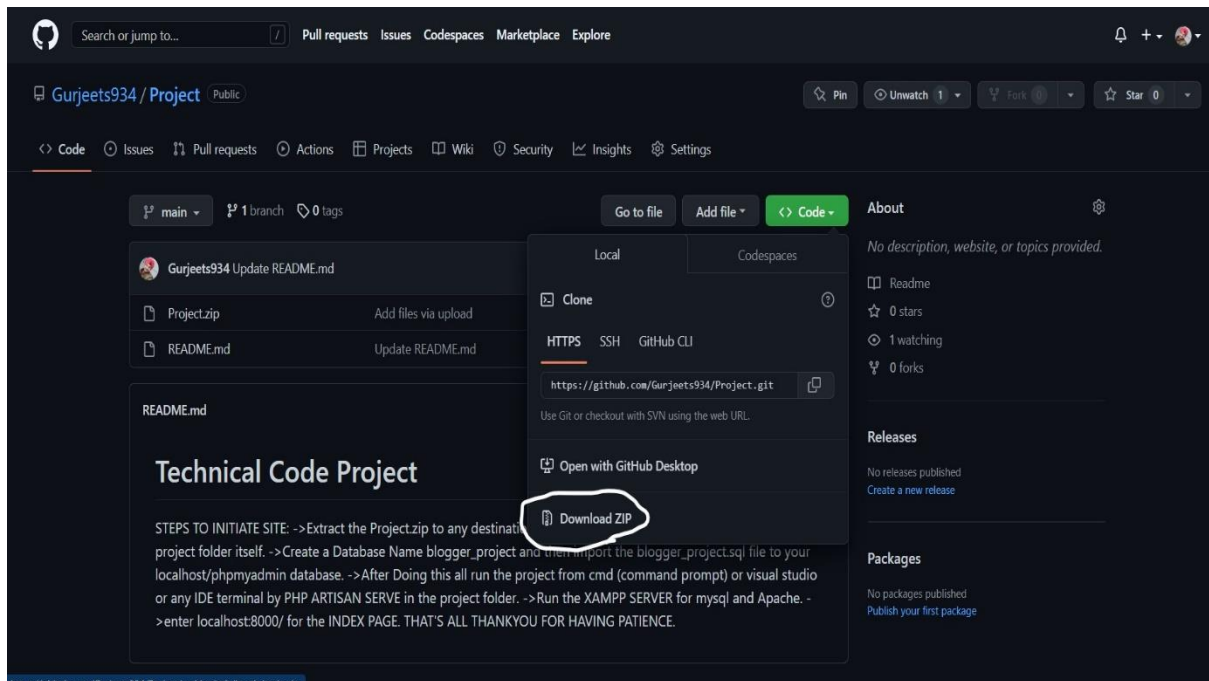 Search or jump to... /
Pull requests Issues Codespaces Marketplace Explore
Gurjeets934 / Project Public
Pin
Unwatch 1
Fork 0
Star 0
Code Issues Pull requests Actions Projects Wiki Security Insights Settings
main 1 branch 0 tags
Go to file Add file Code
Gurjeets934 Update README.md
Project.zip Add files via upload
README.md Update README.md
Local Codespaces
Clone
HTTPS SSH GitHub CLI
https://github.com/Gurjeets934/Project.git
Use Git or checkout with SVN using the web URL.
Open with GitHub Desktop
Download ZIP
README.md
Technical Code Project
STEPS TO INITIATE SITE: ->Extract the Project.zip to any
project folder itself. ->Create a Database Name blogger_project and then import the blogger_project.sql file to your
localhost/phpmyadmin database. ->After Doing this all run the project from cmd (command prompt) or visual studio
or any IDE terminal by PHP ARTISAN SERVE in the project folder. ->Run the XAMPP SERVER for mysql and Apache. -
>enter localhost:8000/ for the INDEX PAGE. THAT'S ALL THANKYOU FOR HAVING PATIENCE.
About
No description, website, or topics provided.
Readme
0 stars
1 watching
0 forks
Releases
No releases published
Create a new release
Packages
No packages published
Publish your first package